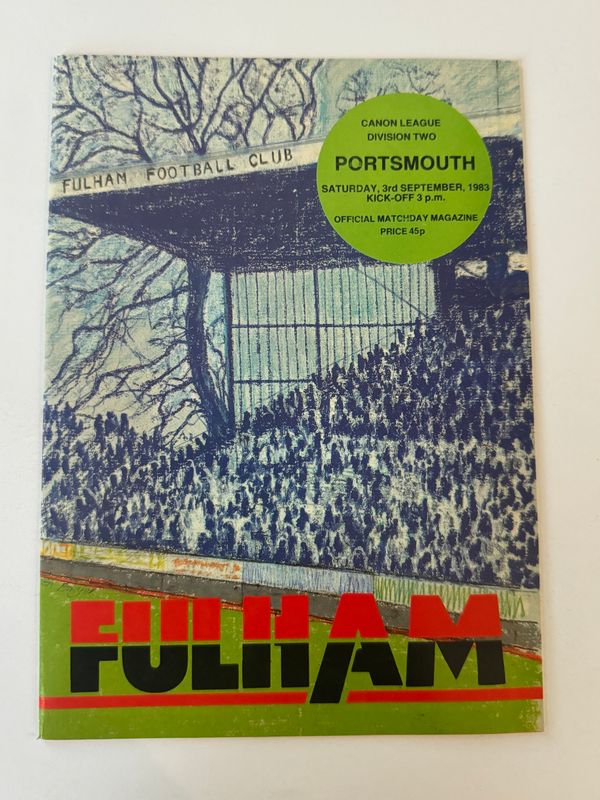 FULHAM FOOTBALL CLUB
CANON LEAGUE
DIVISION TWO
PORTSMOUTH
SATURDAY, 3rd SEPTEMBER, 1983
KICK-OFF 3 p.m.
OFFICIAL MATCHDAY MAGAZINE
PRICE 45p
FULHAM